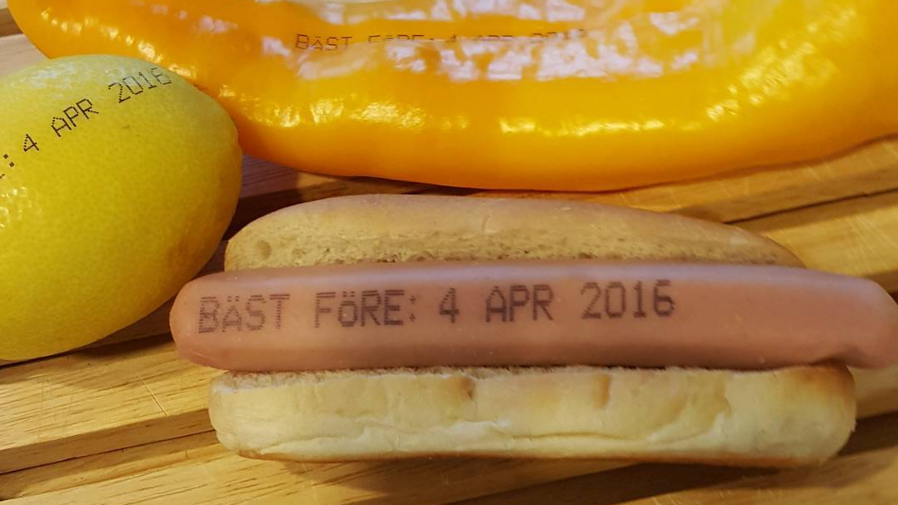 BÄST FÖRE: 4 APR 2016
: 4 APR 2016
BÄST FöRE: 4 APR 2016